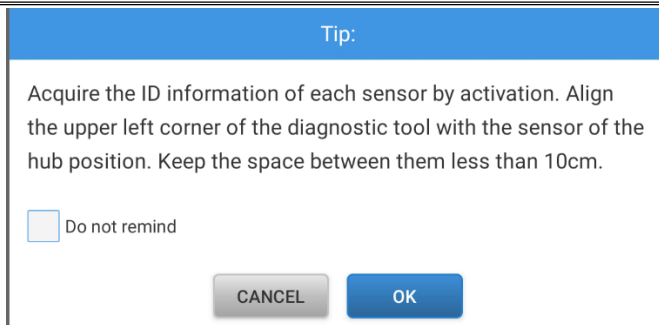 Tip:
Acquire the ID information of each sensor by activation. Align
the upper left corner of the diagnostic tool with the sensor of the
hub position. Keep the space between them less than 10cm.
Do not remind
CANCEL
OK